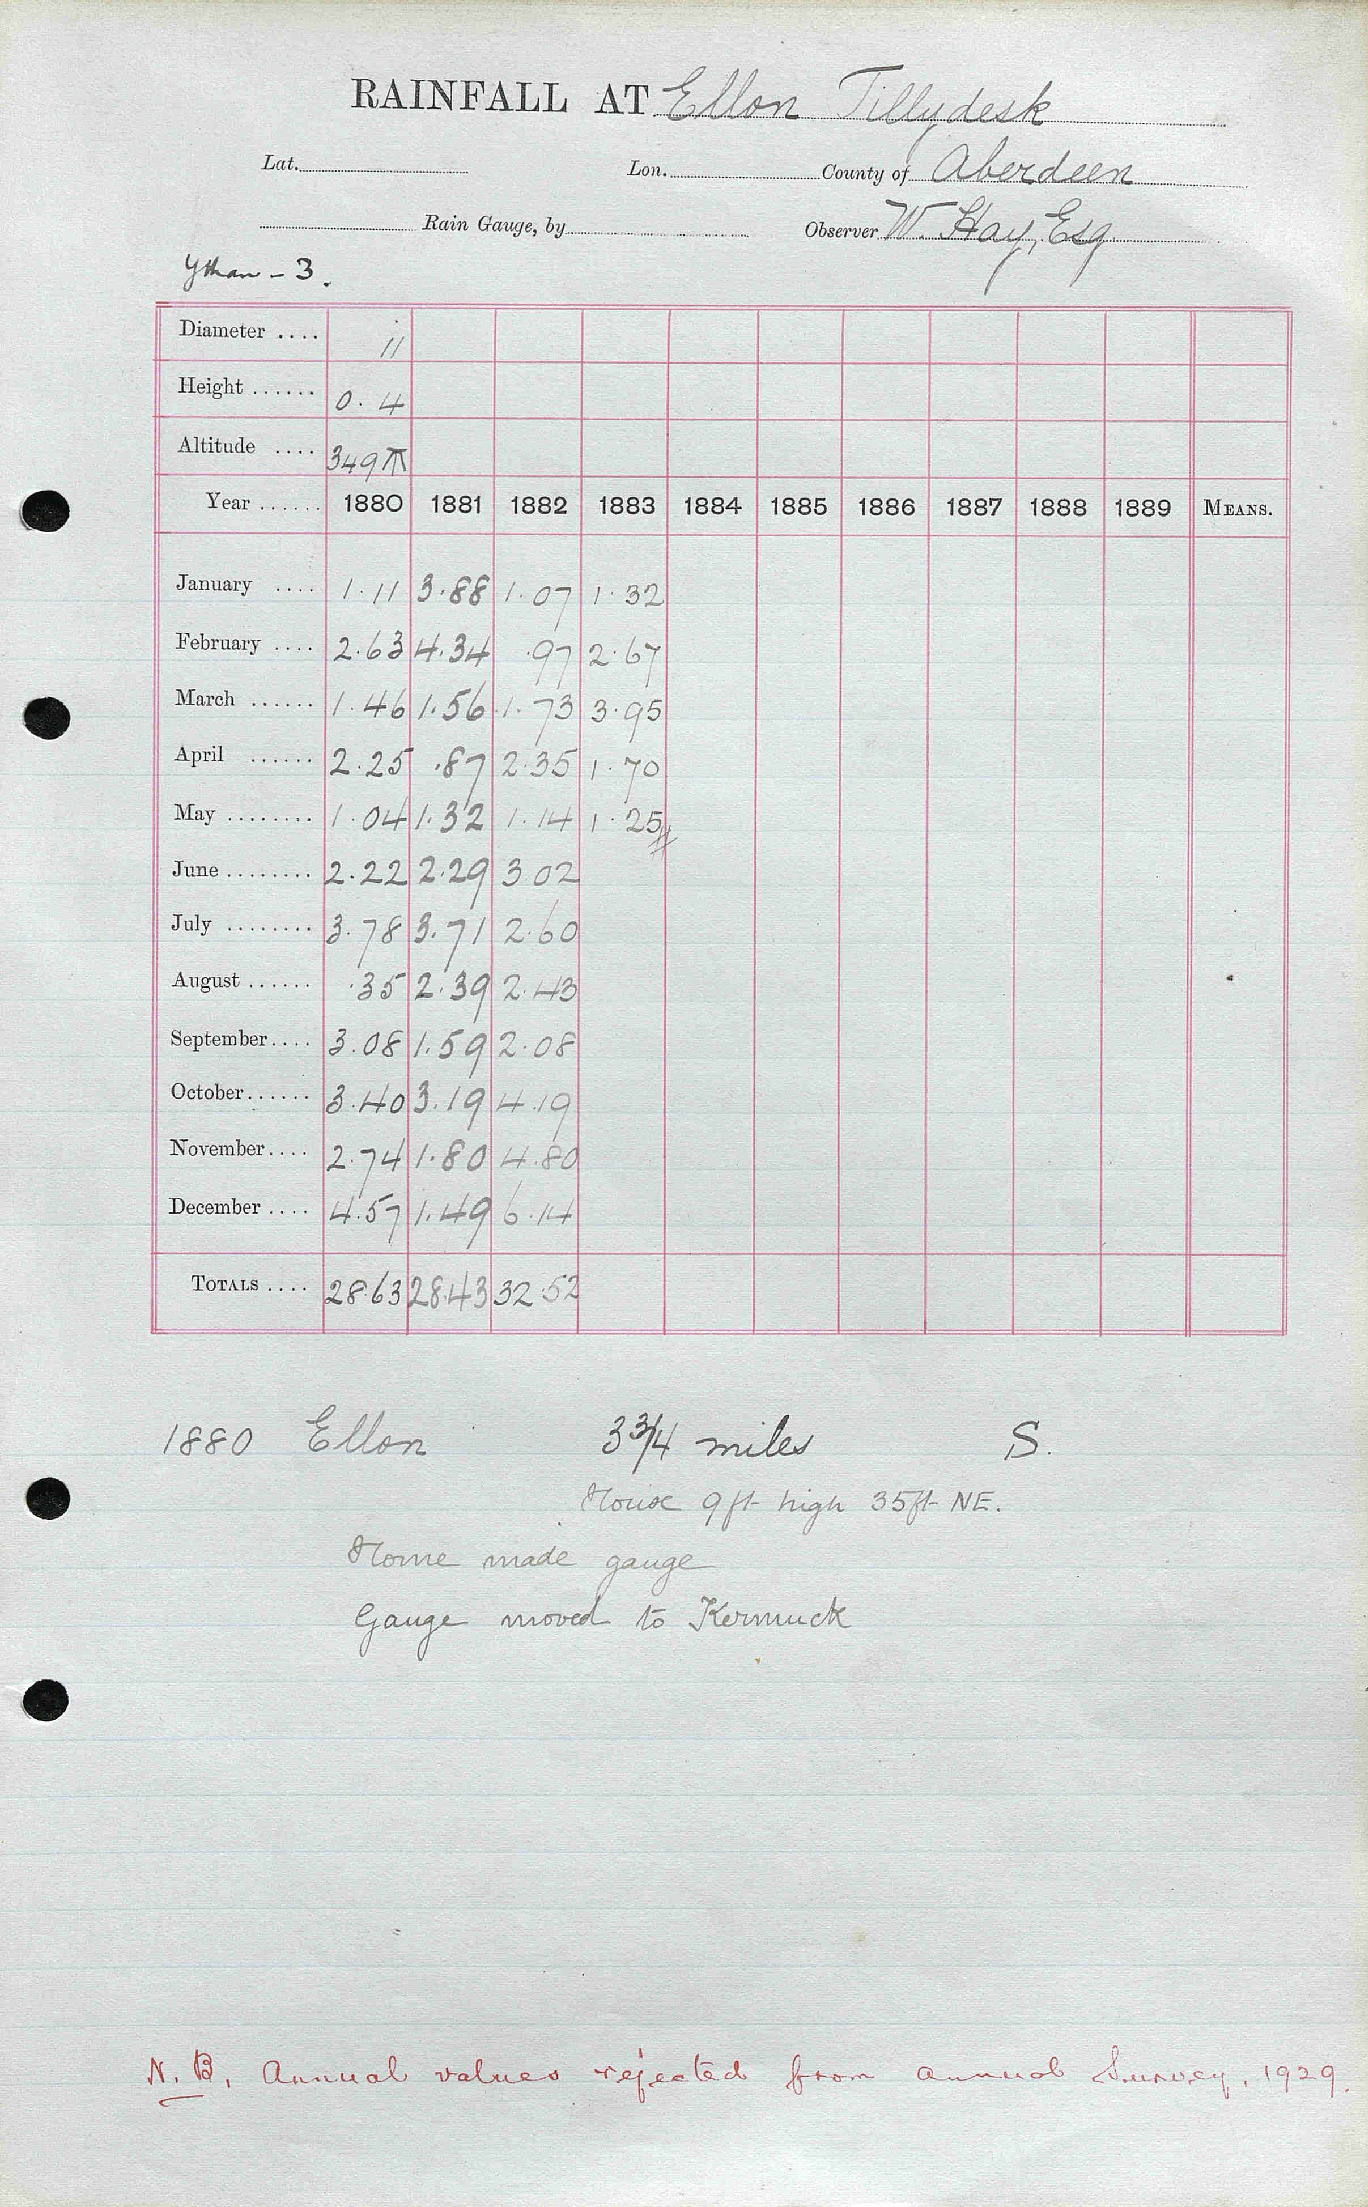 RAINFALL AT Ellon Tillydesk
Lat. Lon. County of Aberdeen
Rain Gauge, by Observer W. Hay, Esq.
Ythan - 3.
Diameter .... 11
Height ...... 0. 4
Altitude .... 349
Year ...... 1880 1881 1882 1883 1884 1885 1886 1887 1888 1889 MEANS.
January .... 1.11 3.88 1.07 1.32
February .... 2.63 4.34 .97 2.67
March ...... 1.46 1.56 1.73 3.95
April ...... 2.25 .87 2.35 1.70
May ........ 1.04 1.32 1.14 1.25
June ........ 2.22 2.29 3.02
July ........ 3.78 3.71 2.60
August ...... .35 2.39 2.43
September .... 3.08 1.59 2.08
October ...... 3.40 3.19 4.19
November .... 2.74 1.80 4.80
December .... 4.57 1.49 6.14
TOTALS .... 28.63 28.43 32.52
1880 Ellon 3 3/4 miles S.
House 9ft high 35ft NE.
Home made gauge
Gauge moved to Kermuck
N.B. Annual values rejected from Annual Survey, 1929.